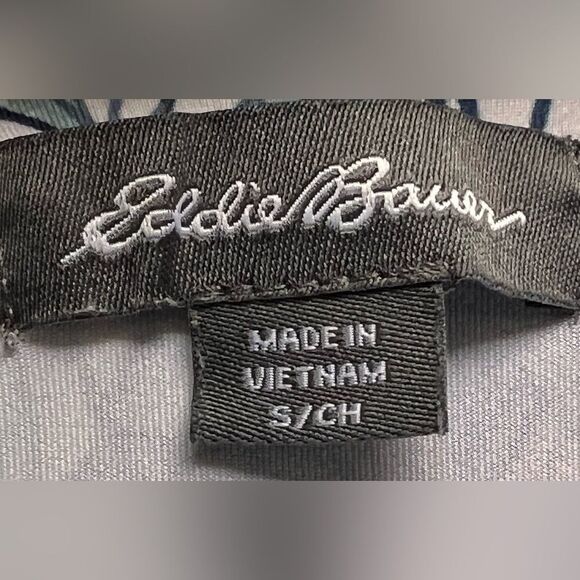 Eddie Bauer
MADE IN
VIETNAM
S/CH